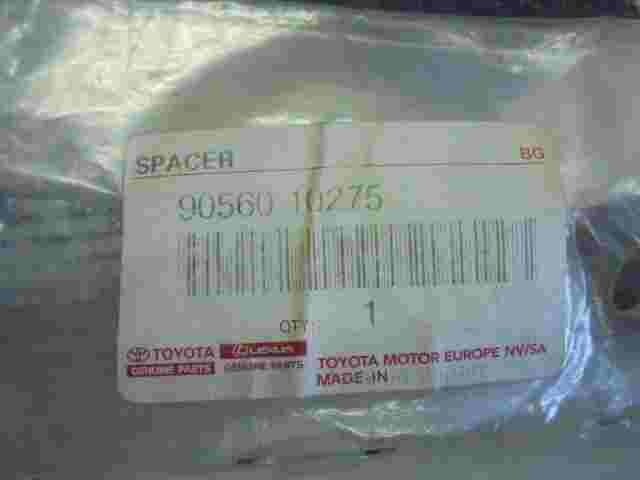 SPACER BG
90560 10275
QTY 1
TOYOTA LEXUS
GENUINE PARTS GENUINE PARTS
TOYOTA MOTOR EUROPE NV/SA
MADE IN